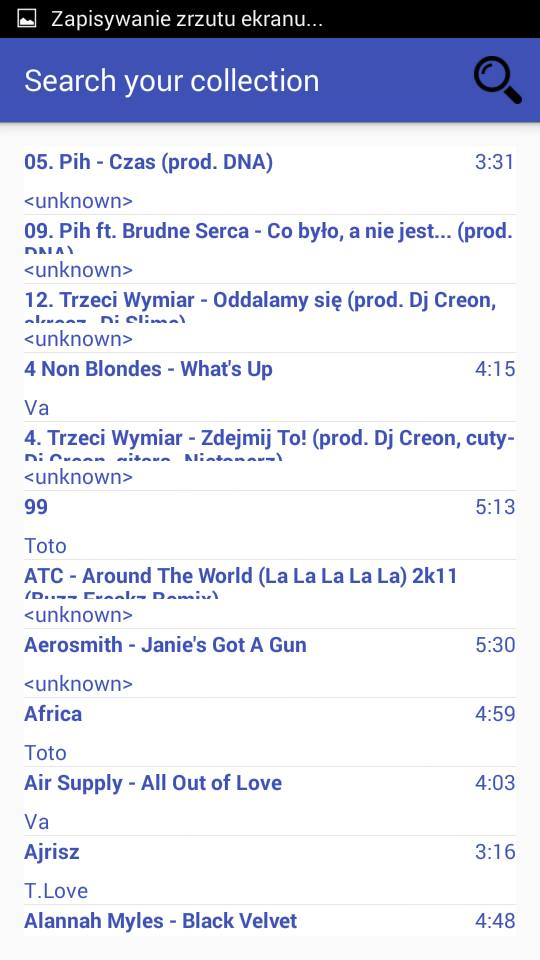 Zapisywanie zrzutu ekranu...
Search your collection
05. Pih - Czas (prod. DNA) 3:31
<unknown>
09. Pih ft. Brudne Serca - Co było, a nie jest... (prod.
DNA)
<unknown>
12. Trzeci Wymiar - Oddalamy się (prod. Dj Creon,
skrecz- Dj Slime)
<unknown>
4 Non Blondes - What's Up 4:15
Va
4. Trzeci Wymiar - Zdejmij To! (prod. Dj Creon, cuty-
Dj Creon, gitara- Nietoperz)
<unknown>
99 5:13
Toto
ATC - Around The World (La La La La La) 2k11
(Buzz Freakz Remix)
<unknown>
Aerosmith - Janie's Got A Gun 5:30
<unknown>
Africa 4:59
Toto
Air Supply - All Out of Love 4:03
Va
Ajrisz 3:16
T.Love
Alannah Myles - Black Velvet 4:48